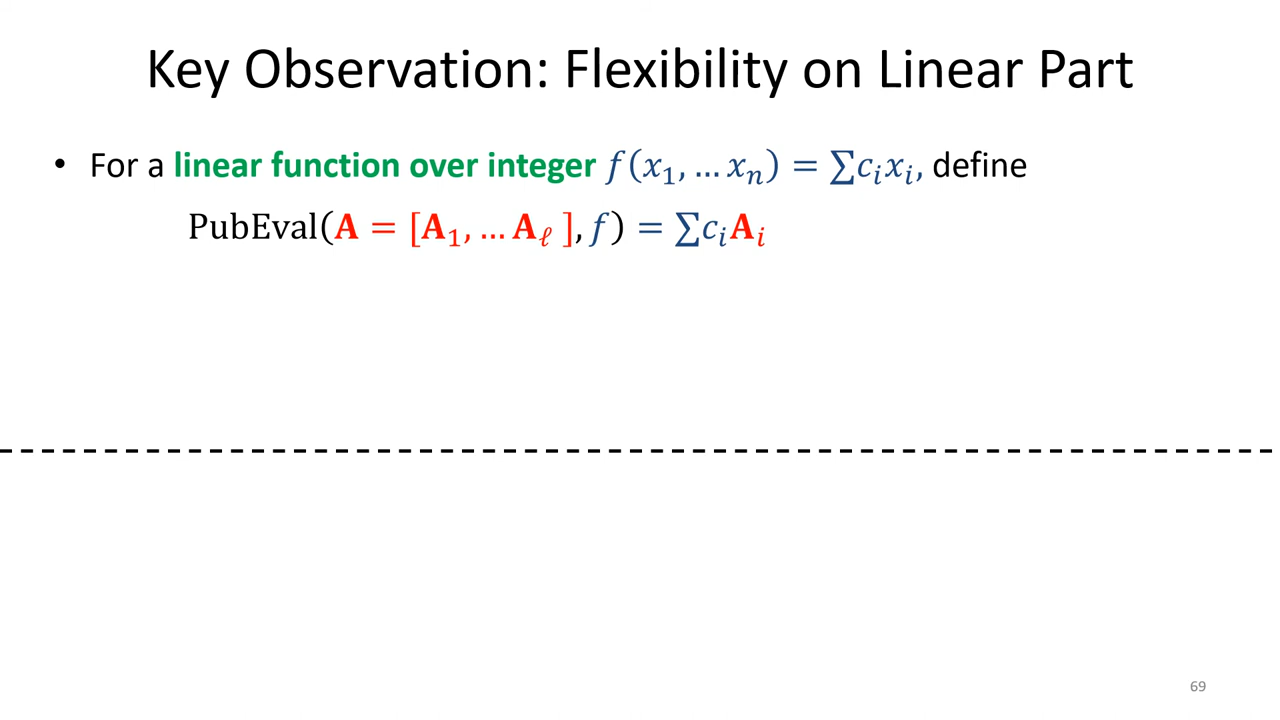 Key Observation: Flexibility on Linear Part
• For a linear function over integer f(x₁, … xₙ) = ∑cᵢxᵢ, define
PubEval(A = [A₁, … A_ℓ ], f) = ∑cᵢAᵢ
69